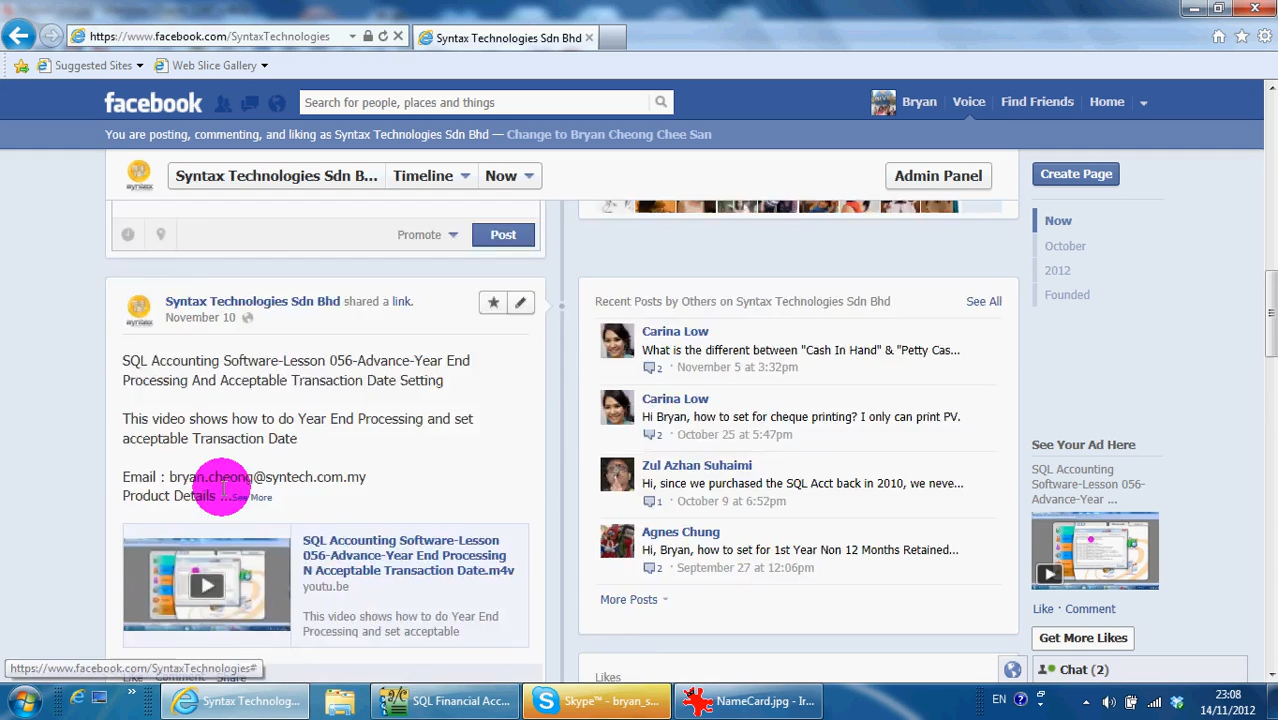 https://www.facebook.com/SyntaxTechnologies
Syntax Technologies Sdn Bhd
Suggested Sites
Web Slice Gallery
facebook
Search for people, places and things
Bryan
Voice
Find Friends
Home
You are posting, commenting, and liking as Syntax Technologies Sdn Bhd — Change to Bryan Cheong Chee San
Syntax Technologies Sdn B...
Timeline
Now
Admin Panel
Create Page
Now
October
2012
Founded
Promote
Post
Syntax Technologies Sdn Bhd shared a link.
November 10
SQL Accounting Software-Lesson 056-Advance-Year End
Processing And Acceptable Transaction Date Setting
This video shows how to do Year End Processing and set
acceptable Transaction Date
Email : bryan.cheong@syntech.com.my
Product Details ...See More
SQL Accounting Software-Lesson
056-Advance-Year End Processing
N Acceptable Transaction Date.m4v
youtu.be
This video shows how to do Year End
Processing and set acceptable
Like · Comment · Share
Recent Posts by Others on Syntax Technologies Sdn Bhd
See All
Carina Low
What is the different between "Cash In Hand" & "Petty Cas...
2 · November 5 at 3:32pm
Carina Low
Hi Bryan, how to set for cheque printing? I only can print PV.
2 · October 25 at 5:47pm
Zul Azhan Suhaimi
Hi, since we purchased the SQL Acct back in 2010, we neve...
1 · October 9 at 6:52pm
Agnes Chung
Hi, Bryan, how to set for 1st Year Non 12 Months Retained...
2 · September 27 at 12:06pm
More Posts
Likes
See Your Ad Here
SQL Accounting
Software-Lesson
056-Advance-
Year End ...
Like · Comment
Get More Likes
Chat (2)
https://www.facebook.com/SyntaxTechnologies#
Syntax Technolog...
SQL Financial Acc...
Skype™ - bryan_s...
NameCard.jpg - Ir...
EN
23:08
14/11/2012